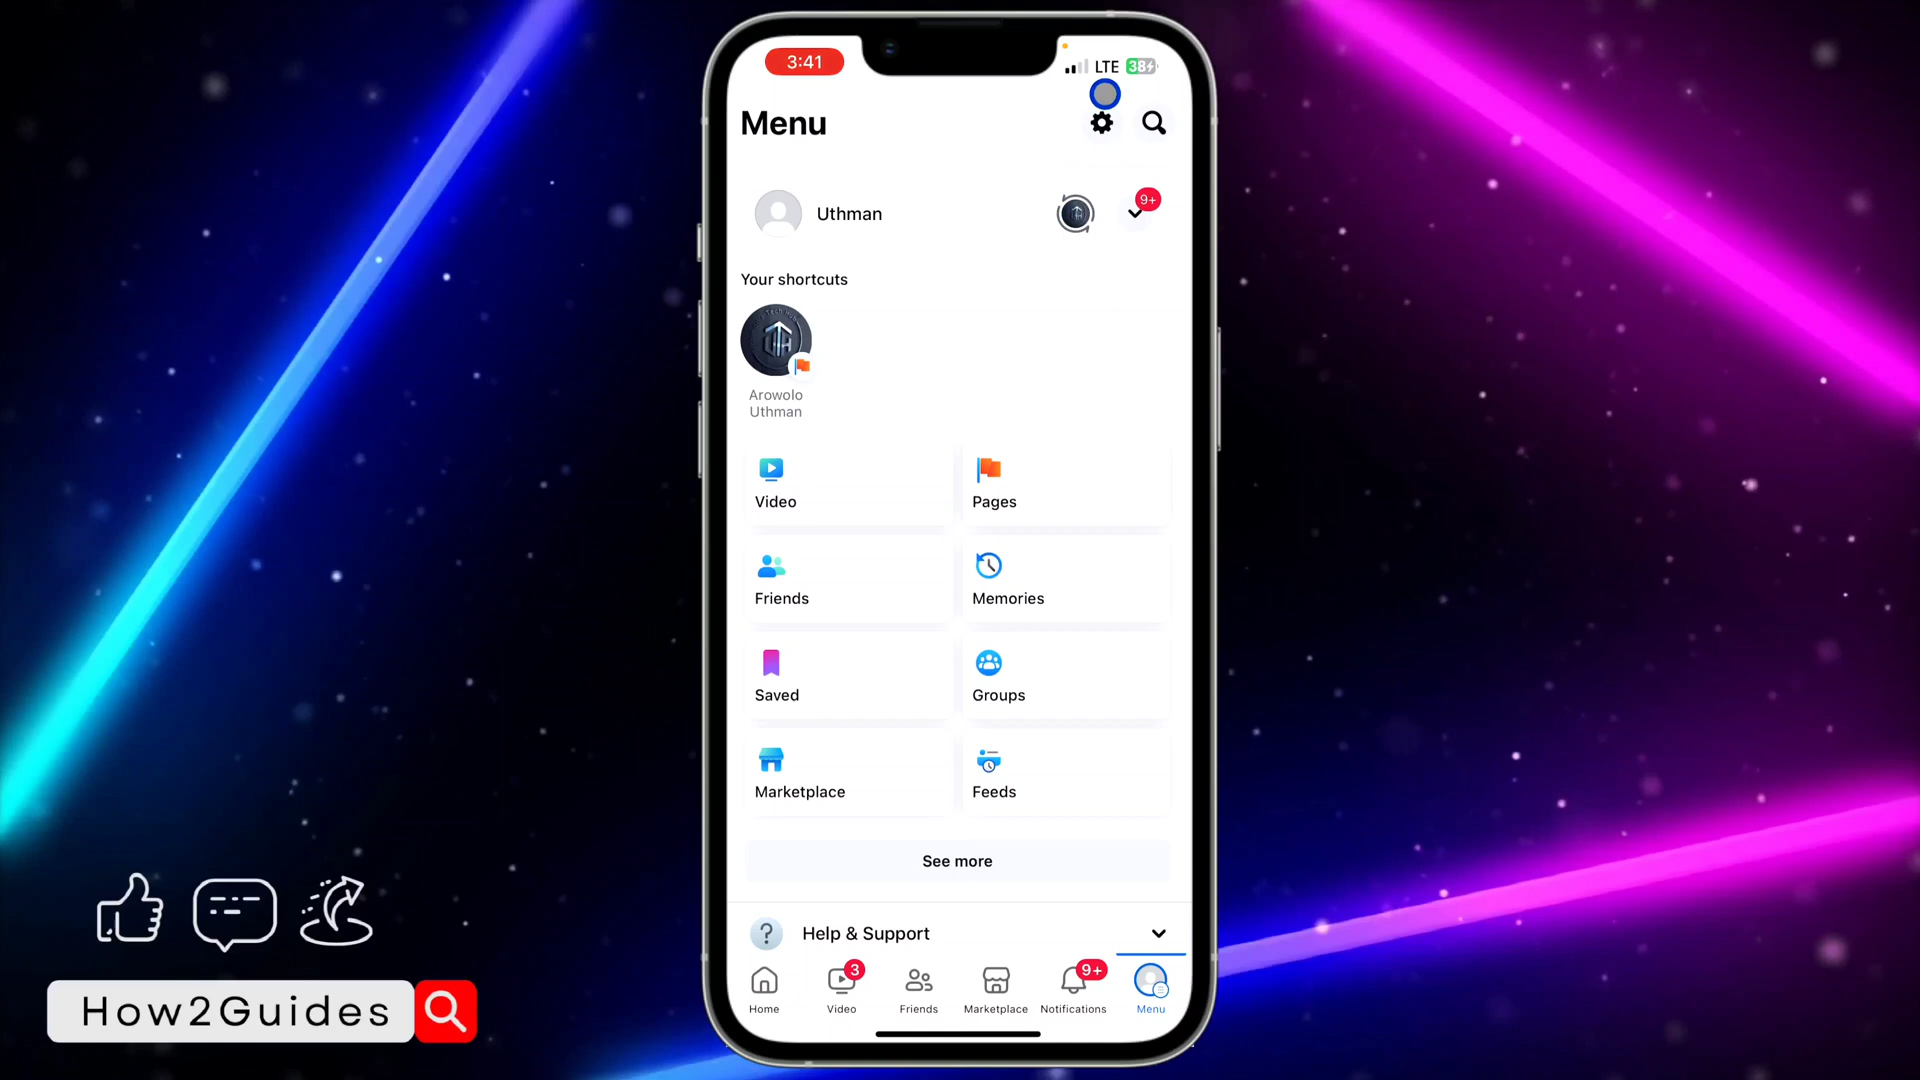 3:41
LTE 38
Menu
Uthman
9+
Your shortcuts
Arowolo
Uthman
Video
Pages
Friends
Memories
Saved
Groups
Marketplace
Feeds
See more
? Help & Support
3
9+
Home
Video
Friends
Marketplace
Notifications
Menu
How2Guides